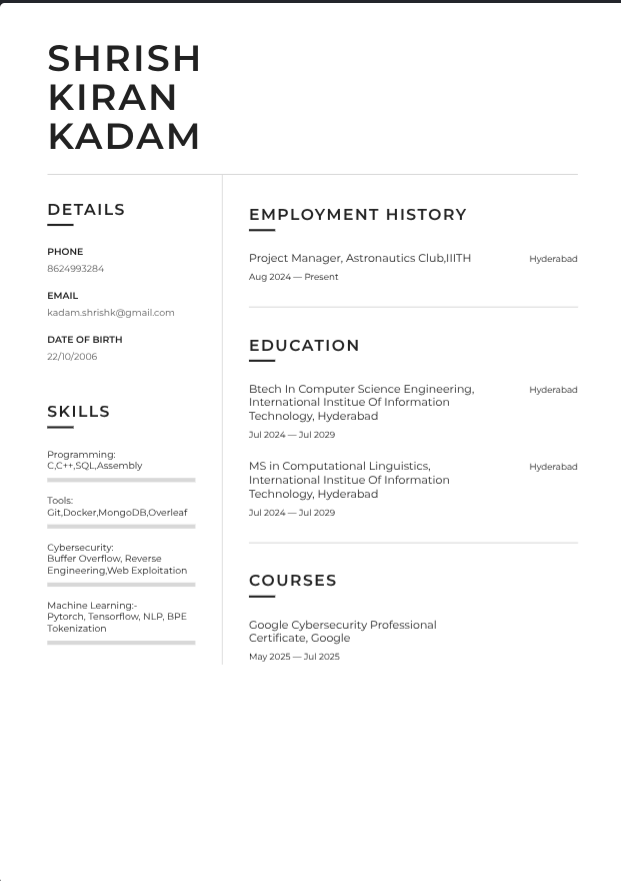 SHRISH
KIRAN
KADAM
DETAILS
PHONE
8624993284
EMAIL
kadam.shrishk@gmail.com
DATE OF BIRTH
22/10/2006
SKILLS
Programming:
C,C++,SQL,Assembly
Tools:
Git,Docker,MongoDB,Overleaf
Cybersecurity:
Buffer Overflow, Reverse
Engineering,Web Exploitation
Machine Learning:-
Pytorch, Tensorflow, NLP, BPE
Tokenization
EMPLOYMENT HISTORY
Project Manager, Astronautics Club,IIITH Hyderabad
Aug 2024 — Present
EDUCATION
Btech In Computer Science Engineering, Hyderabad
International Institue Of Information
Technology, Hyderabad
Jul 2024 — Jul 2029
MS in Computational Linguistics, Hyderabad
International Institue Of Information
Technology, Hyderabad
Jul 2024 — Jul 2029
COURSES
Google Cybersecurity Professional
Certificate, Google
May 2025 — Jul 2025